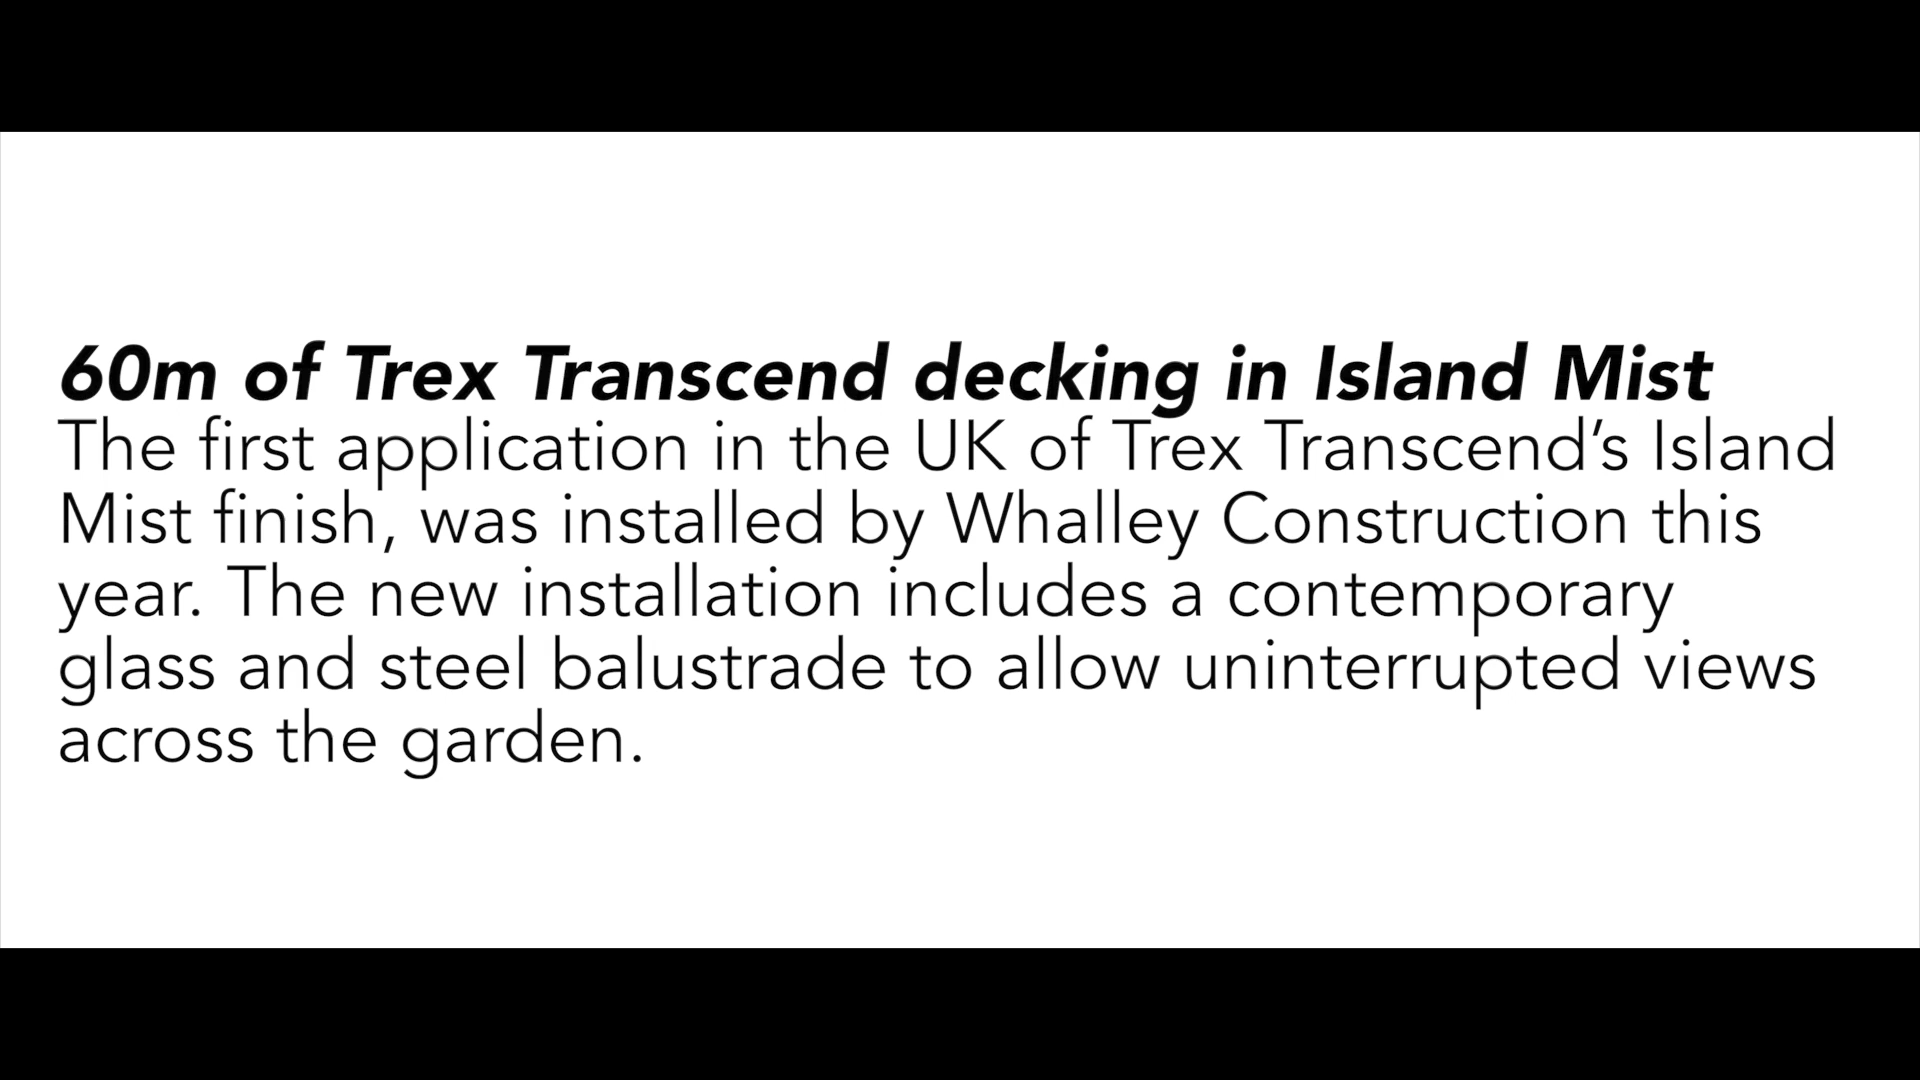 60m of Trex Transcend decking in Island Mist
The first application in the UK of Trex Transcend’s Island
Mist finish, was installed by Whalley Construction this
year. The new installation includes a contemporary
glass and steel balustrade to allow uninterrupted views
across the garden.